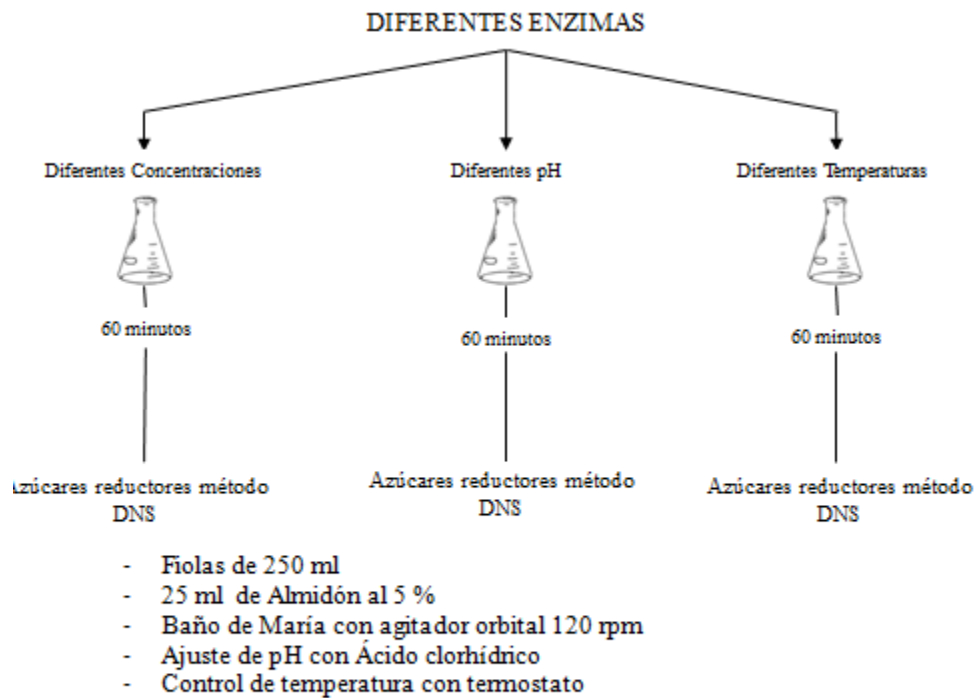 DIFERENTES ENZIMAS
Diferentes Concentraciones
Diferentes pH
Diferentes Temperaturas
60 minutos
60 minutos
60 minutos
Azúcares reductores método
DNS
Azúcares reductores método
DNS
Azúcares reductores método
DNS
- Fiolas de 250 ml
- 25 ml de Almidón al 5 %
- Baño de María con agitador orbital 120 rpm
- Ajuste de pH con Ácido clorhídrico
- Control de temperatura con termostato